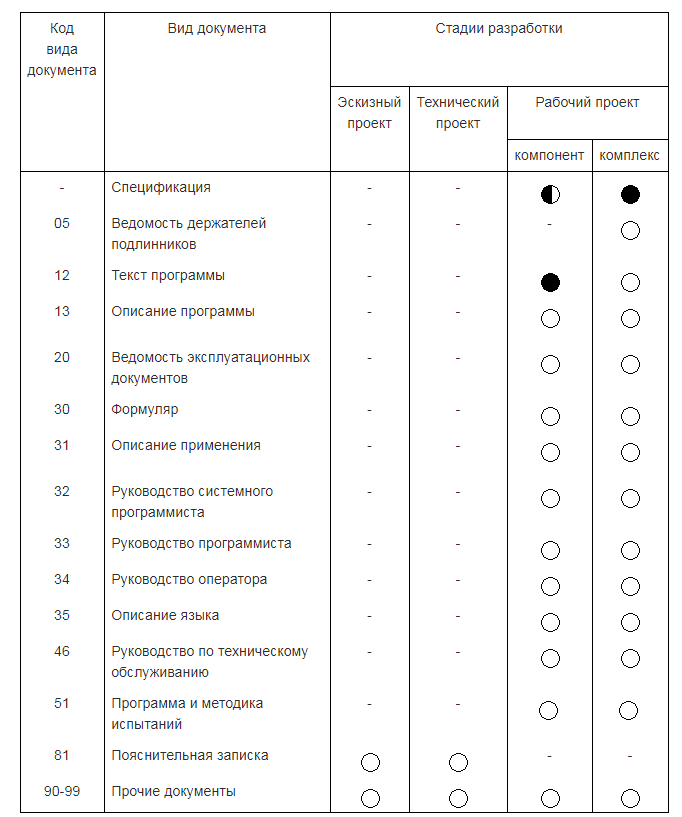 Код
вида
документа
Вид документа
Стадии разработки
Эскизный
проект
Технический
проект
Рабочий проект
компонент
комплекс
- Спецификация - -
05 Ведомость держателей
подлинников - - -
12 Текст программы - -
13 Описание программы - -
20 Ведомость эксплуатационных
документов - -
30 Формуляр - -
31 Описание применения - -
32 Руководство системного
программиста - -
33 Руководство программиста - -
34 Руководство оператора - -
35 Описание языка - -
46 Руководство по техническому
обслуживанию - -
51 Программа и методика
испытаний - -
81 Пояснительная записка - -
90-99 Прочие документы